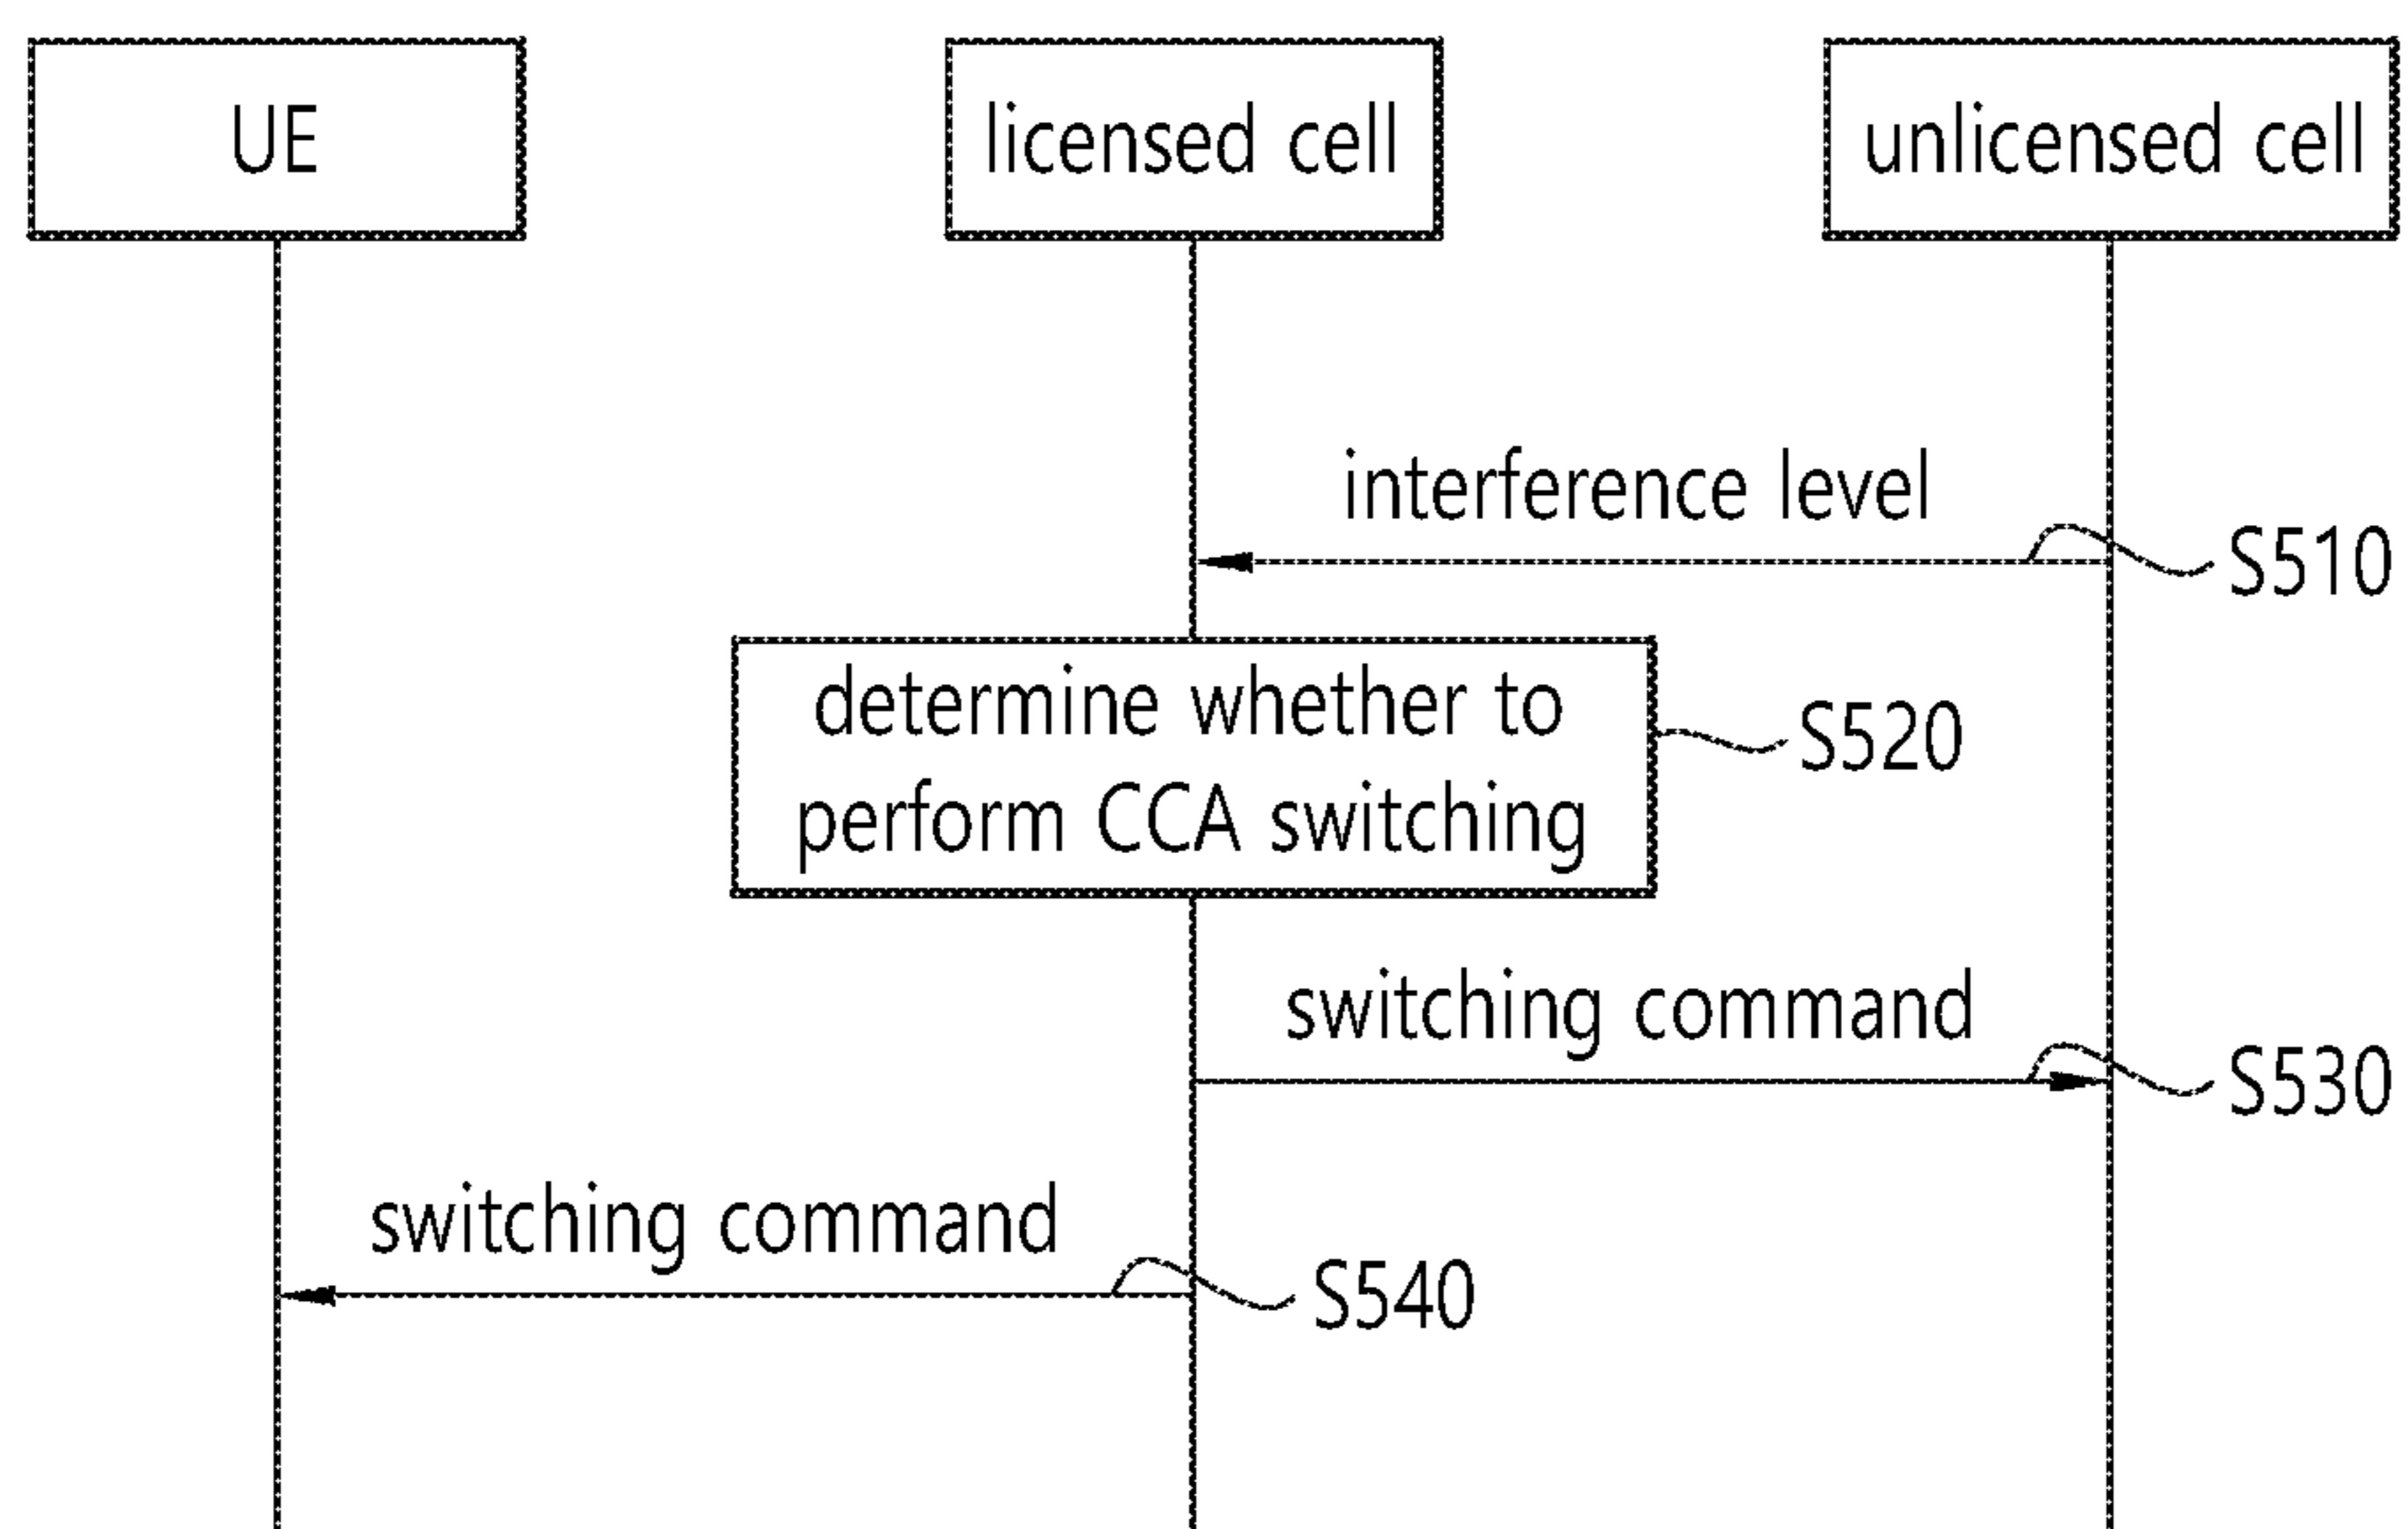 UE
licensed cell
unlicensed cell
interference level
S510
determine whether to
perform CCA switching
S520
switching command
S530
switching command
S540